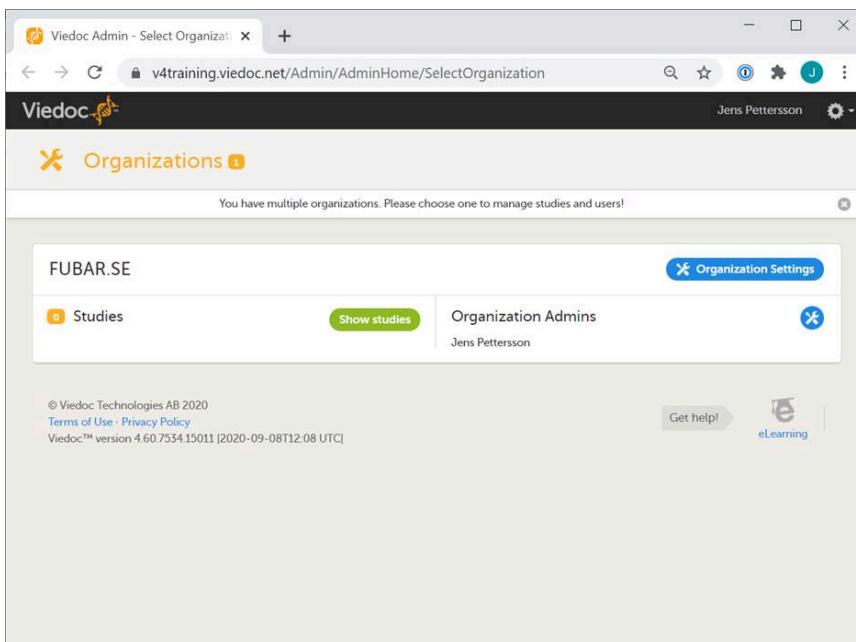 Viedoc Admin - Select Organizati
v4training.viedoc.net/Admin/AdminHome/SelectOrganization
J
Viedoc
Jens Pettersson
Organizations 1
You have multiple organizations. Please choose one to manage studies and users!
FUBAR.SE
Organization Settings
0 Studies
Show studies
Organization Admins
Jens Pettersson
© Viedoc Technologies AB 2020
Terms of Use · Privacy Policy
Viedoc™ version 4.60.7534.15011 |2020-09-08T12:08 UTC|
Get help!
e
eLearning